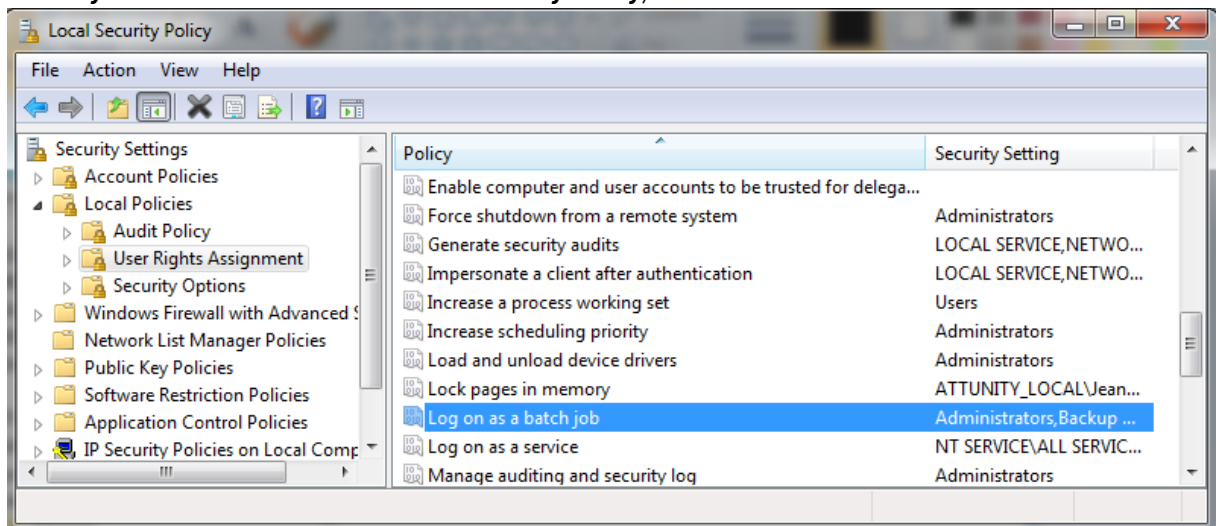 Local Security Policy
File Action View Help
Security Settings
Account Policies
Local Policies
Audit Policy
User Rights Assignment
Security Options
Windows Firewall with Advanced S
Network List Manager Policies
Public Key Policies
Software Restriction Policies
Application Control Policies
IP Security Policies on Local Comp
Policy Security Setting
Enable computer and user accounts to be trusted for delega...
Force shutdown from a remote system Administrators
Generate security audits LOCAL SERVICE,NETWO...
Impersonate a client after authentication LOCAL SERVICE,NETWO...
Increase a process working set Users
Increase scheduling priority Administrators
Load and unload device drivers Administrators
Lock pages in memory ATTUNITY_LOCAL\Jean...
Log on as a batch job Administrators,Backup ...
Log on as a service NT SERVICE\ALL SERVIC...
Manage auditing and security log Administrators